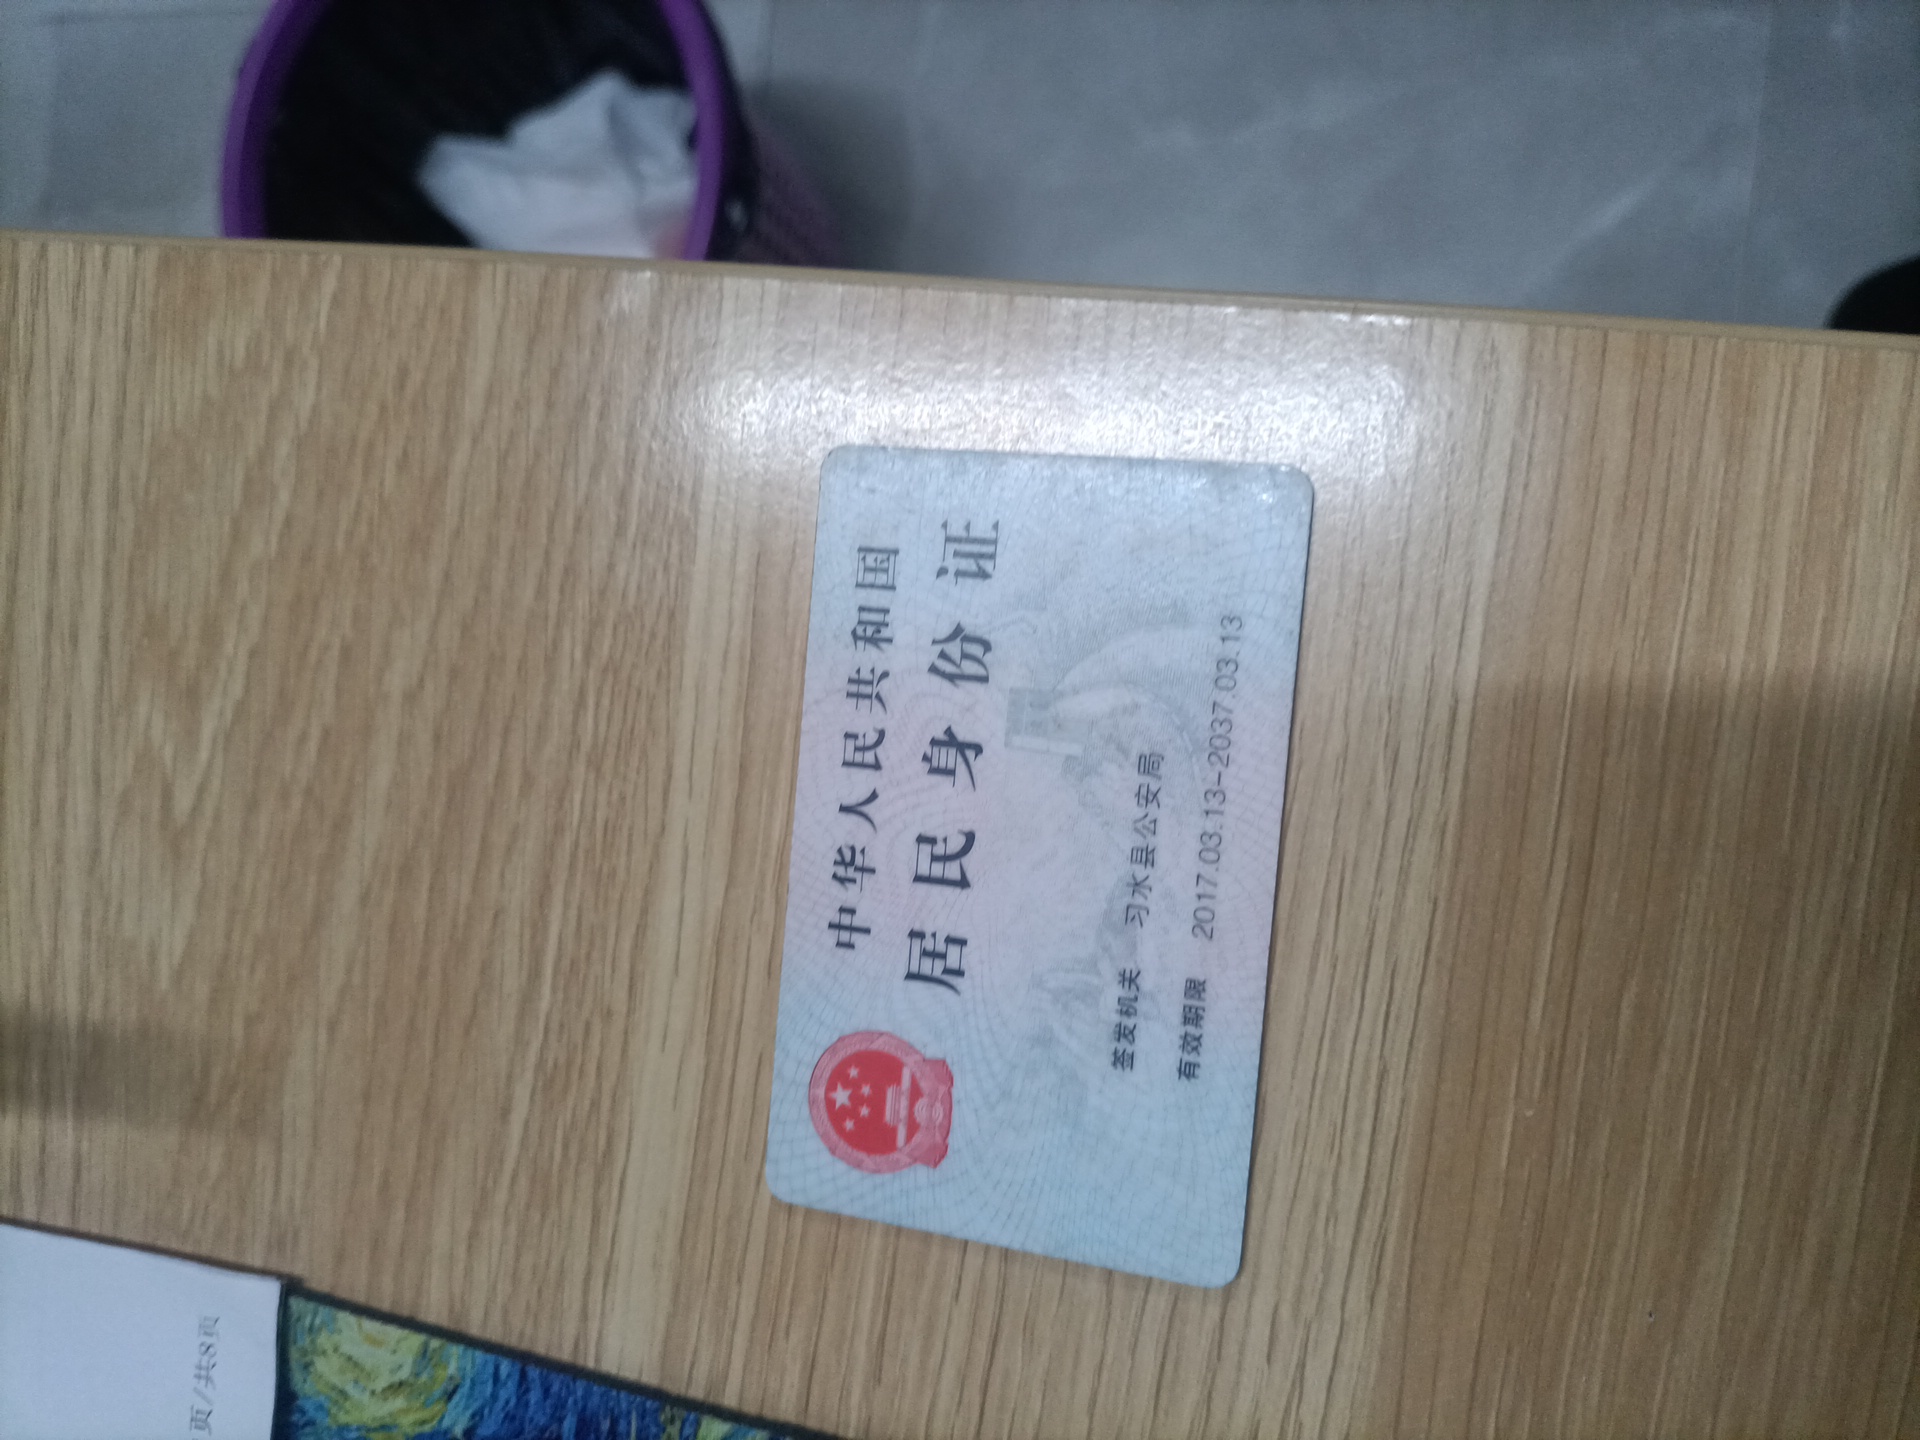 中华人民共和国
居民身份证
签发机关 习水县公安局
有效期限 2017.03.13-2037.03.13
页/共8页